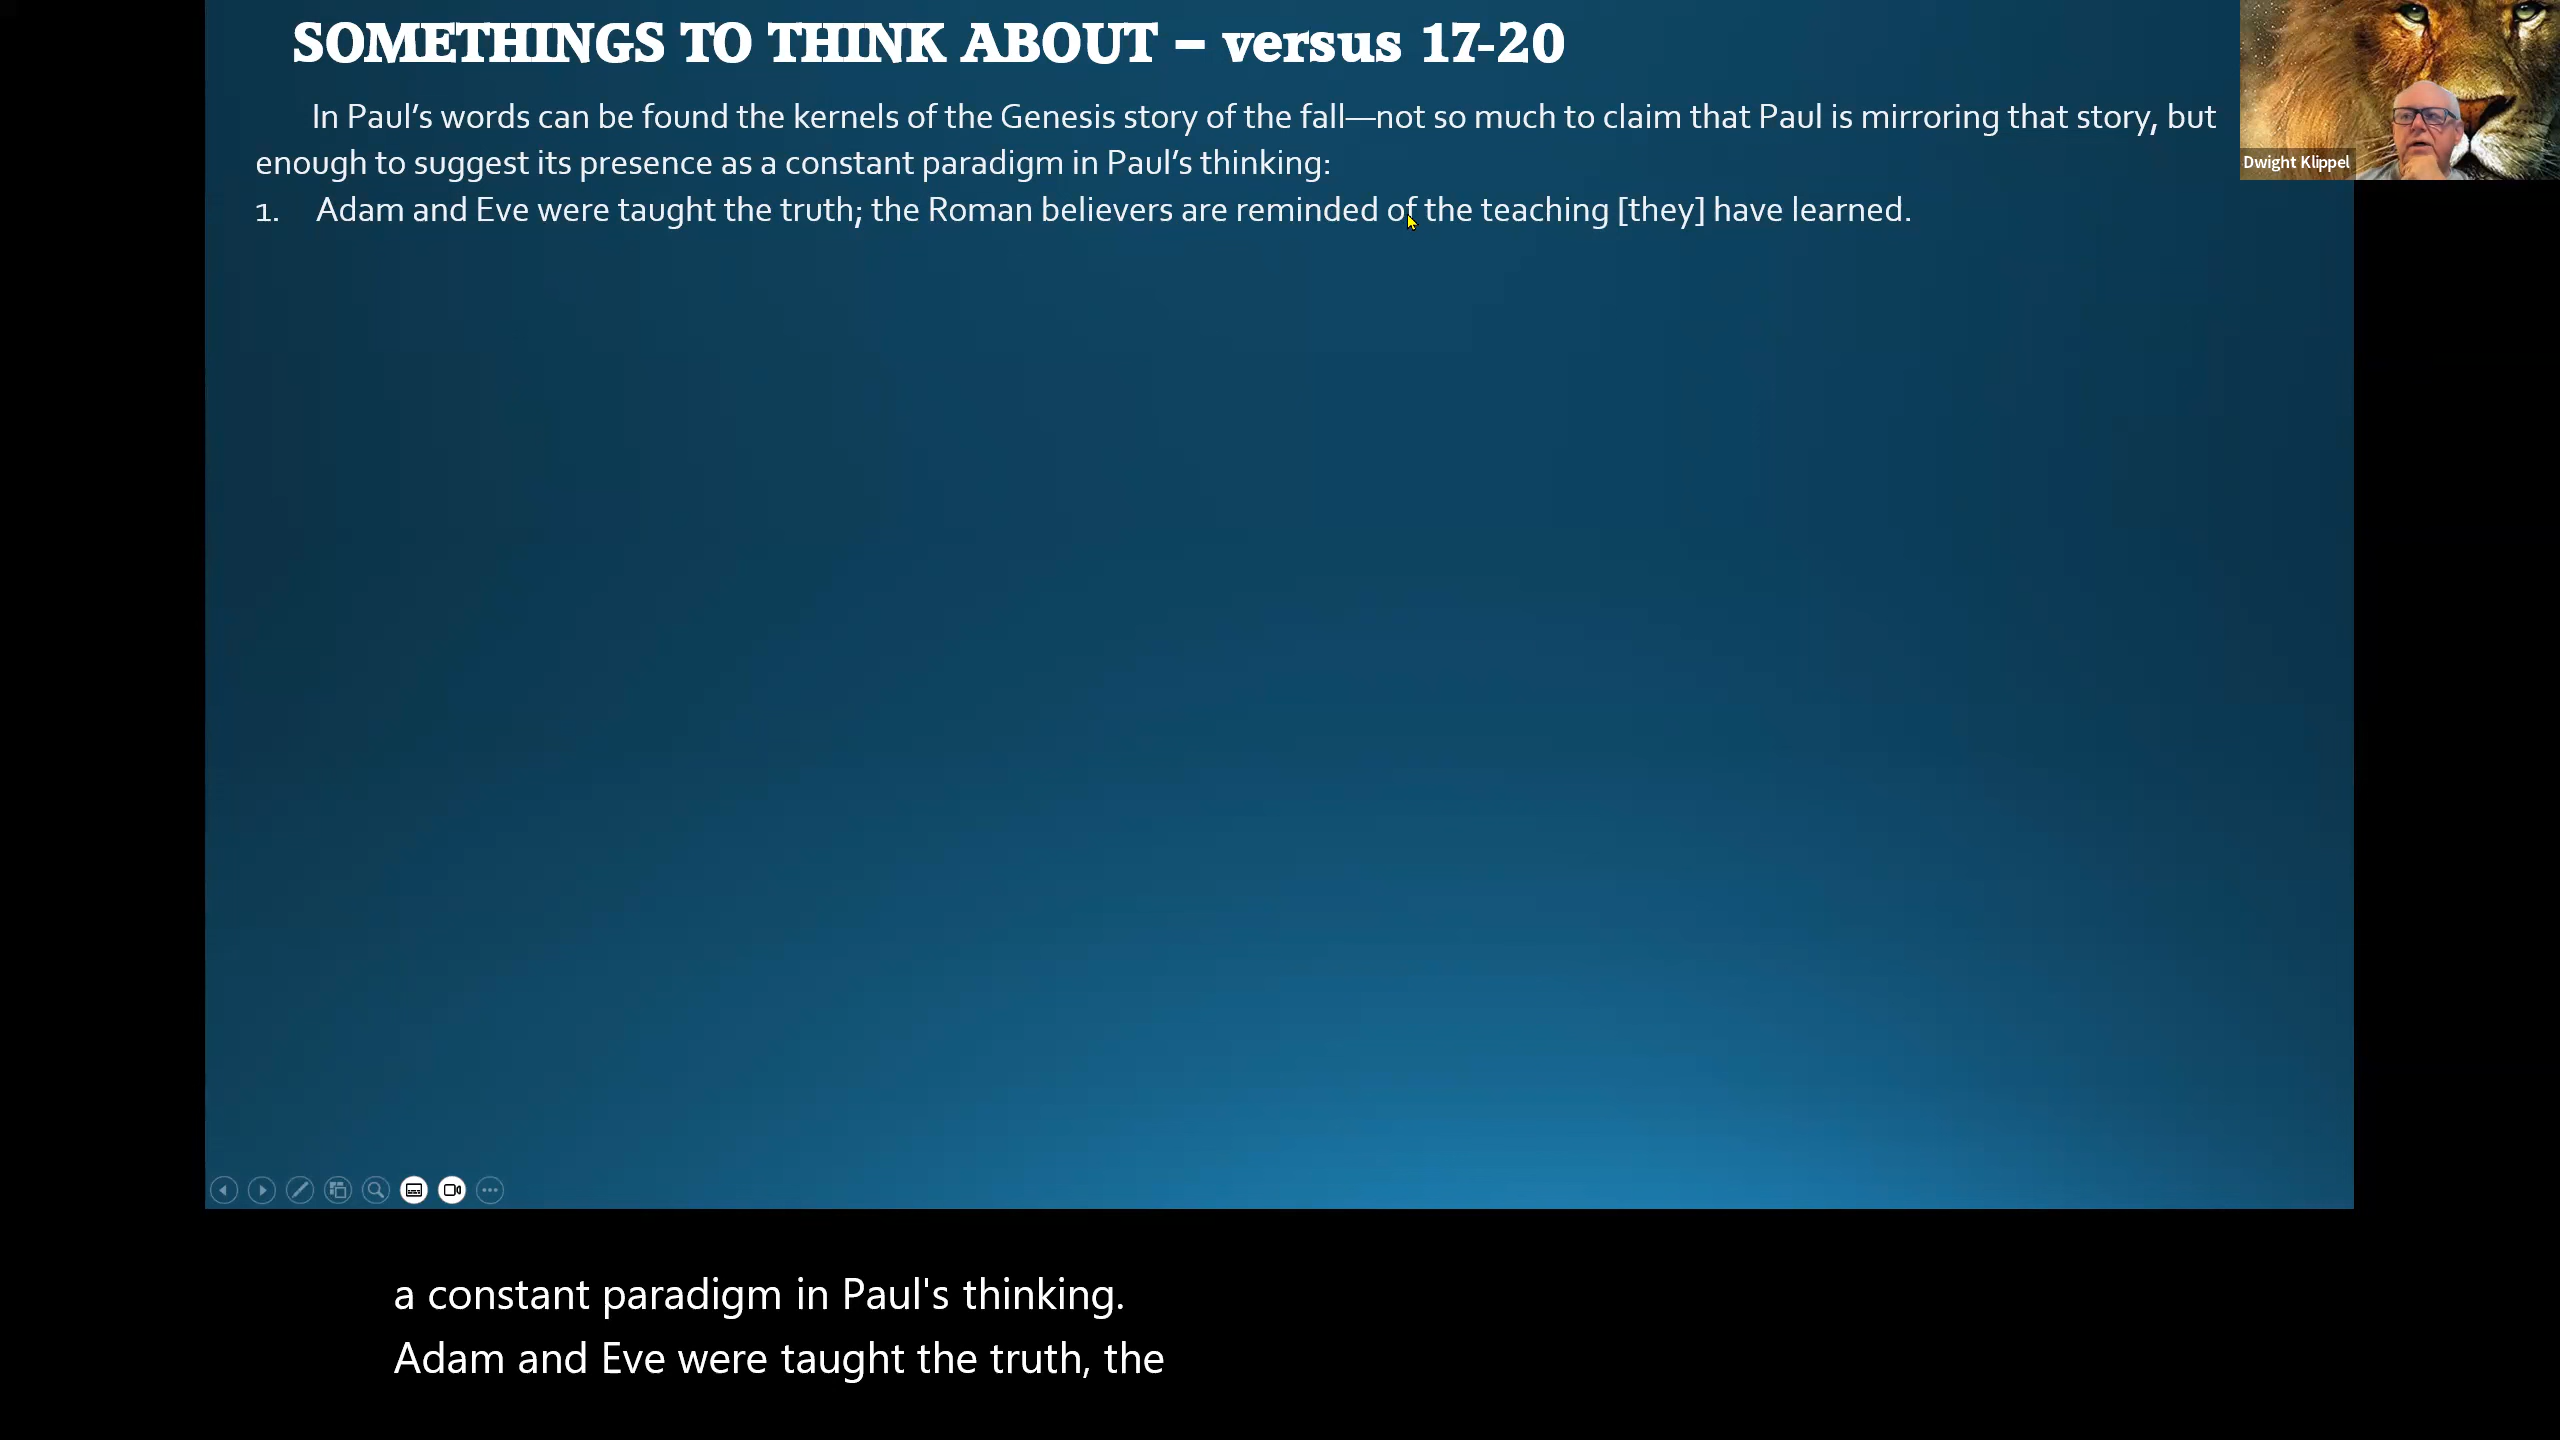 SOMETHINGS TO THINK ABOUT – versus 17-20
In Paul’s words can be found the kernels of the Genesis story of the fall—not so much to claim that Paul is mirroring that story, but
enough to suggest its presence as a constant paradigm in Paul’s thinking:
1. Adam and Eve were taught the truth; the Roman believers are reminded of the teaching [they] have learned.
Dwight Klippel
a constant paradigm in Paul's thinking.
Adam and Eve were taught the truth, the